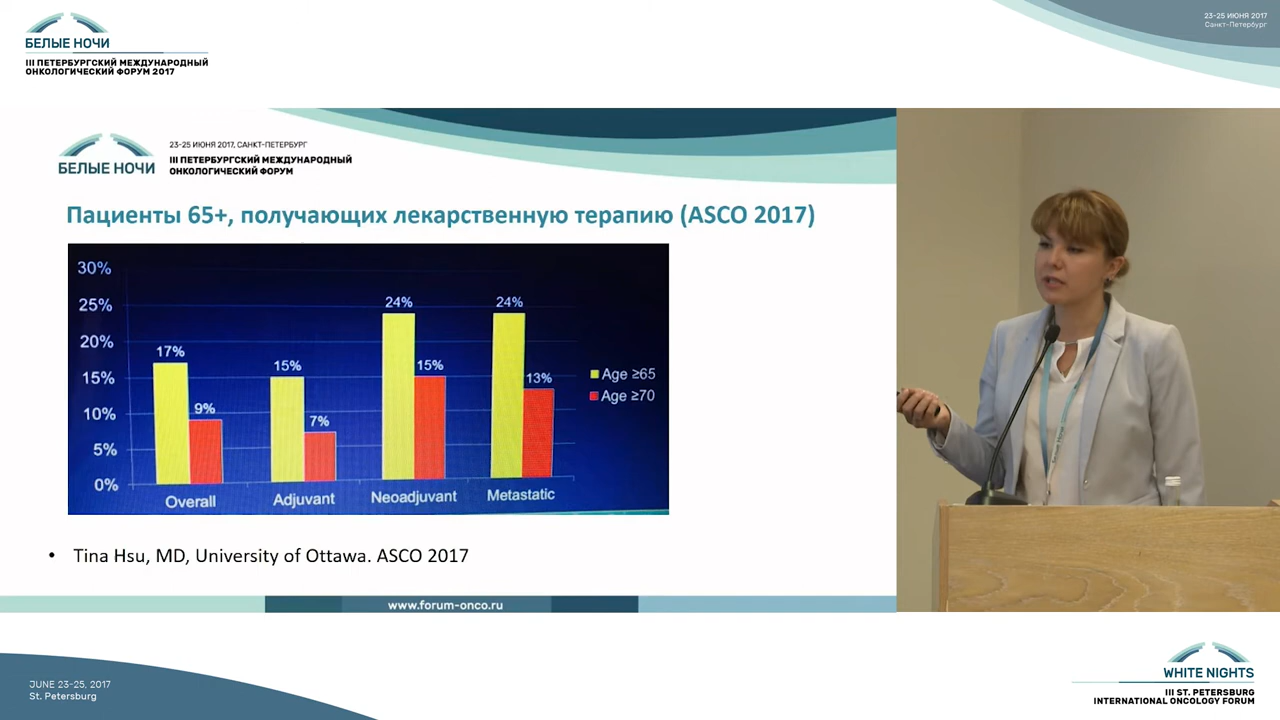 БЕЛЫЕ НОЧИ
III ПЕТЕРБУРГСКИЙ МЕЖДУНАРОДНЫЙ
ОНКОЛОГИЧЕСКИЙ ФОРУМ 2017
23-25 ИЮНЯ 2017
Санкт-Петербург
БЕЛЫЕ НОЧИ
23-25 ИЮНЯ 2017, САНКТ-ПЕТЕРБУРГ
III ПЕТЕРБУРГСКИЙ МЕЖДУНАРОДНЫЙ
ОНКОЛОГИЧЕСКИЙ ФОРУМ
Пациенты 65+, получающих лекарственную терапию (ASCO 2017)
30%
25%
20%
15%
10%
5%
0%
17%
9%
15%
7%
24%
15%
24%
13%
Overall
Adjuvant
Neoadjuvant
Metastatic
Age ≥65
Age ≥70
• Tina Hsu, MD, University of Ottawa. ASCO 2017
www.forum-onco.ru
JUNE 23-25, 2017
St. Petersburg
WHITE NIGHTS
III ST. PETERSBURG
INTERNATIONAL ONCOLOGY FORUM